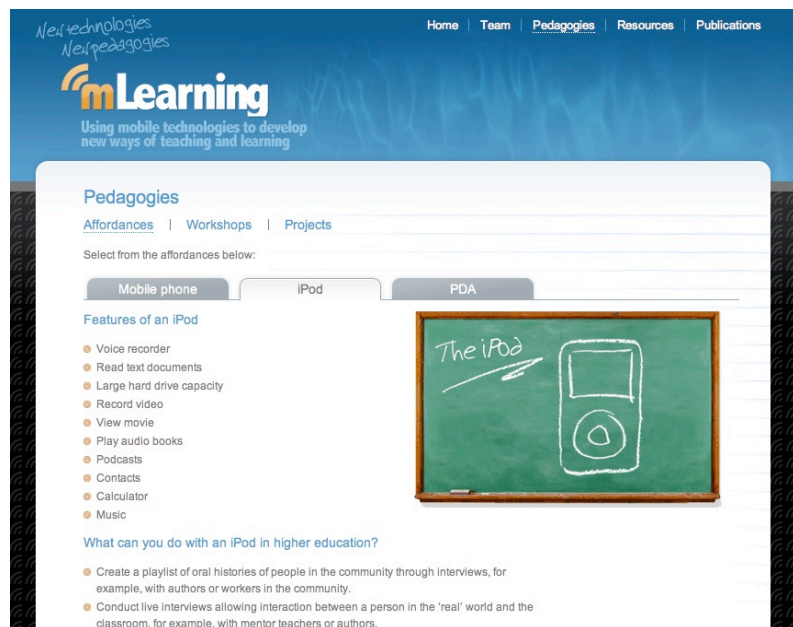 New technologies
New pedagogies
Home | Team | Pedagogies | Resources | Publications
mLearning
Using mobile technologies to develop
new ways of teaching and learning
Pedagogies
Affordances | Workshops | Projects
Select from the affordances below:
Mobile phone iPod PDA
Features of an iPod
Voice recorder
Read text documents
Large hard drive capacity
Record video
View movie
Play audio books
Podcasts
Contacts
Calculator
Music
The iPod
What can you do with an iPod in higher education?
Create a playlist of oral histories of people in the community through interviews, for
example, with authors or workers in the community.
Conduct live interviews allowing interaction between a person in the 'real' world and the
classroom, for example, with mentor teachers or authors.